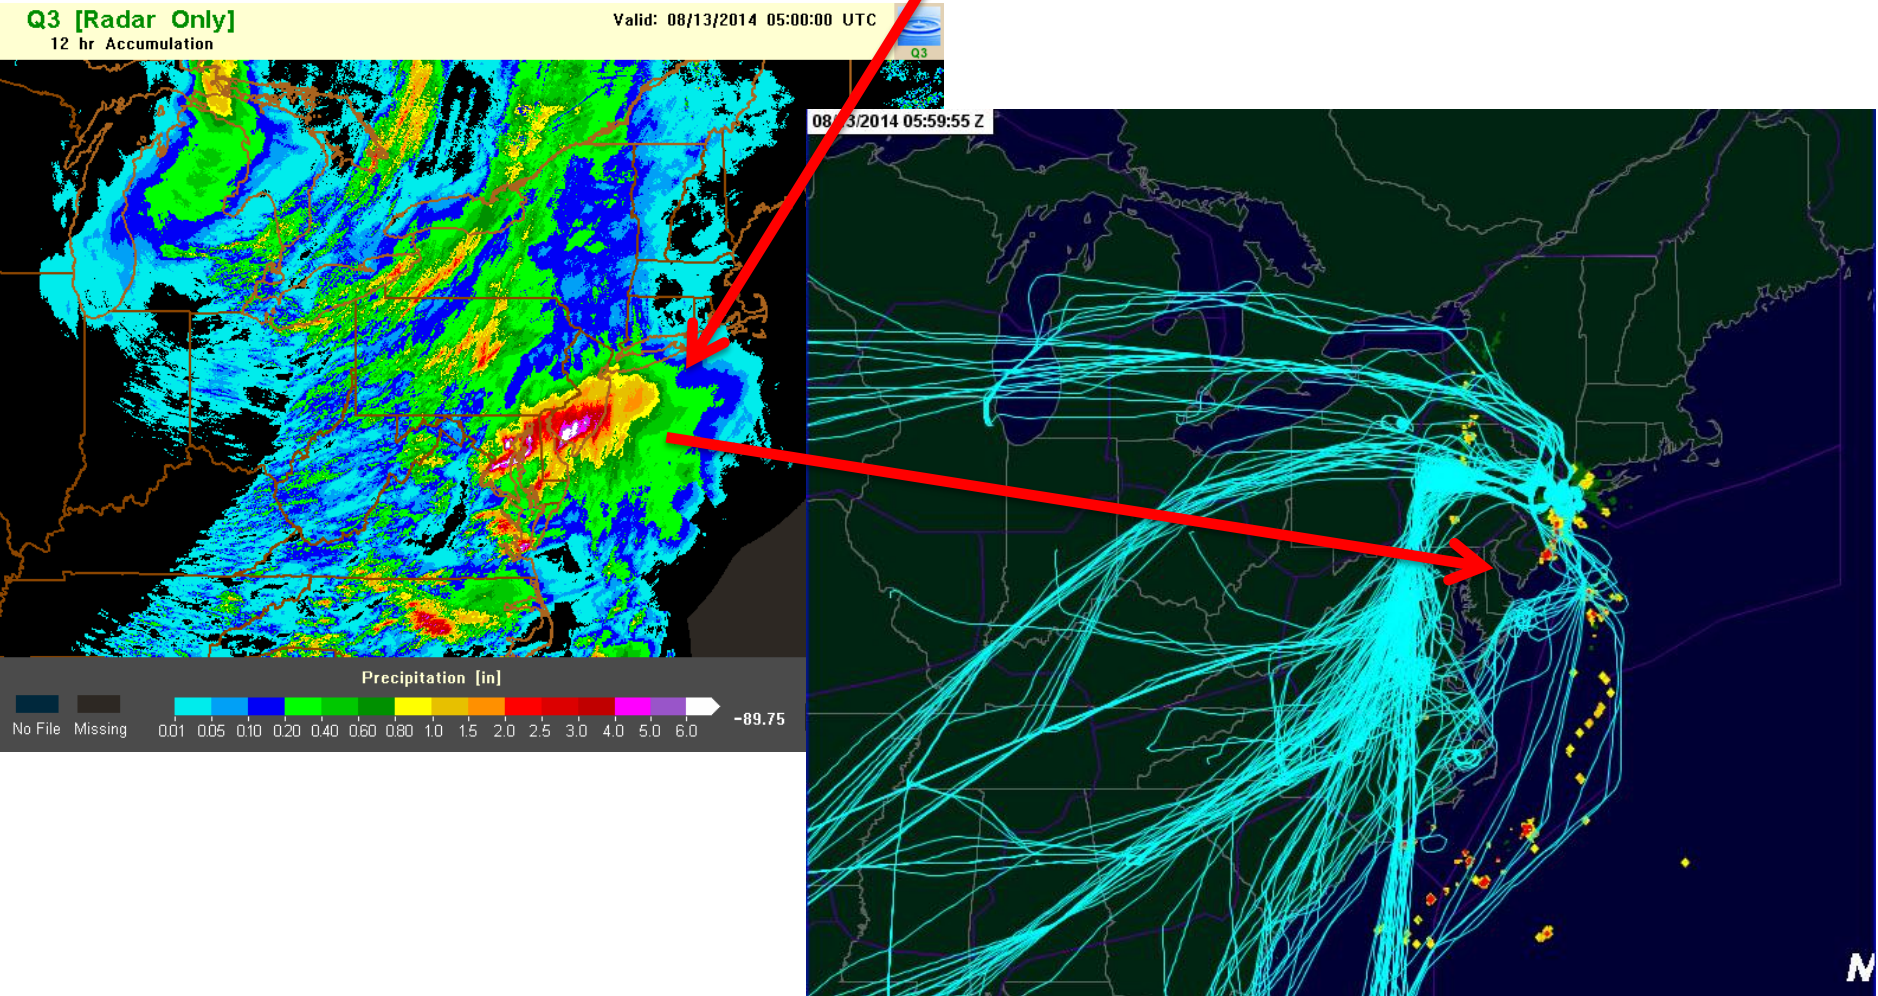 Q3 [Radar Only]
12 hr Accumulation
Valid: 08/13/2014 05:00:00 UTC
Q3
08/ 3/2014 05:59:55 Z
Precipitation [in]
No File
Missing
0.01 0.05 0.10 0.20 0.40 0.60 0.80 1.0 1.5 2.0 2.5 3.0 4.0 5.0 6.0
-89.75
N